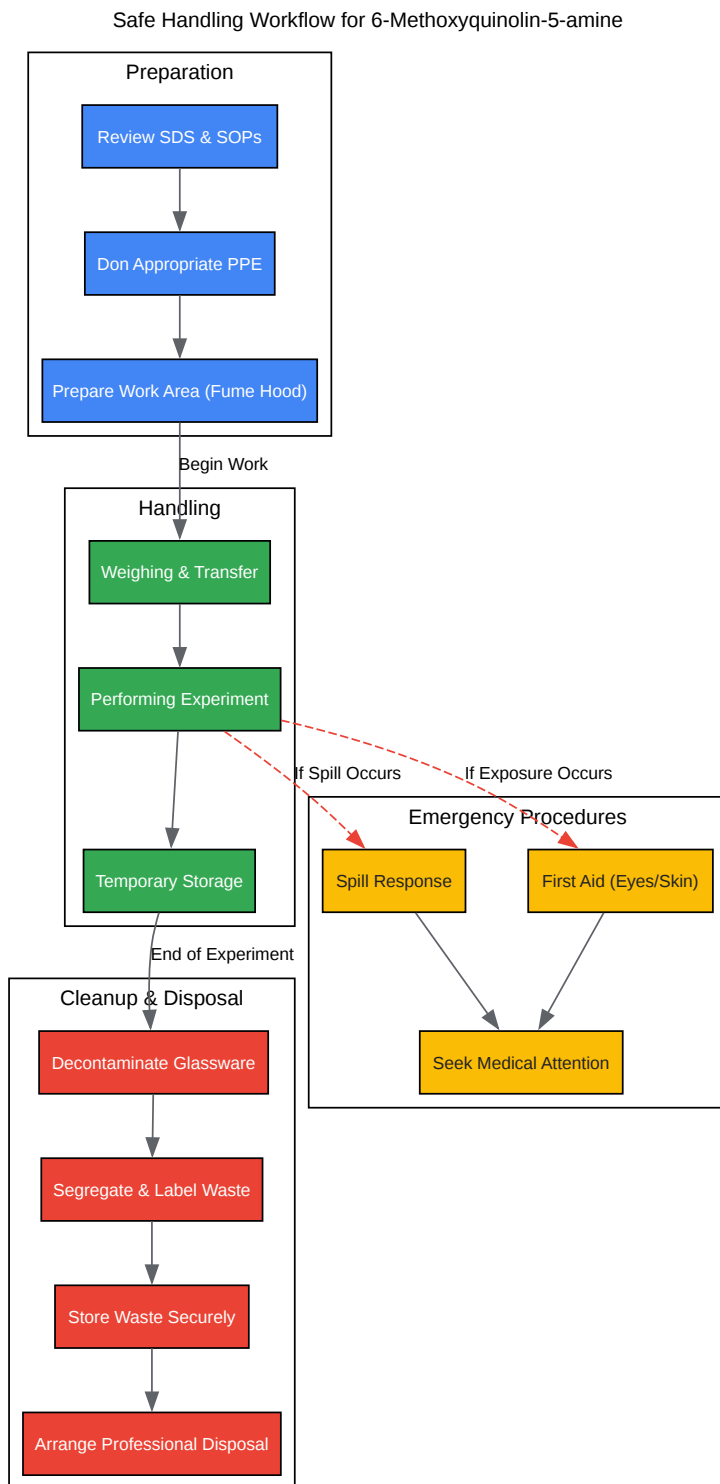 Safe Handling Workflow for 6-Methoxyquinolin-5-amine
Preparation
Review SDS & SOPs
Don Appropriate PPE
Prepare Work Area (Fume Hood)
Begin Work
Handling
Weighing & Transfer
Performing Experiment
If Spill Occurs
If Exposure Occurs
Emergency Procedures
Temporary Storage
Spill Response
First Aid (Eyes/Skin)
End of Experiment
Cleanup & Disposal
Decontaminate Glassware
Seek Medical Attention
Segregate & Label Waste
Store Waste Securely
Arrange Professional Disposal